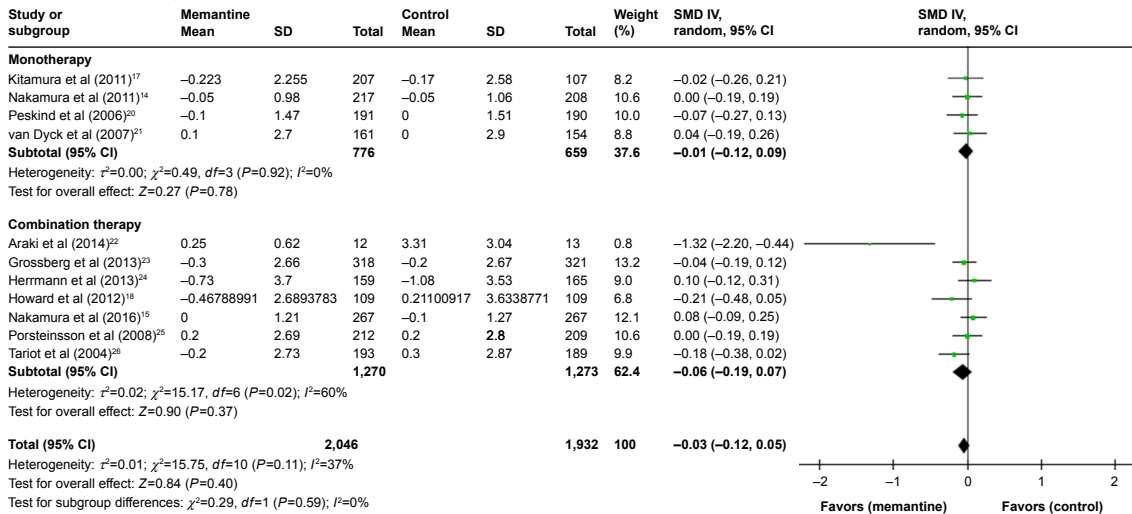 Study or subgroup Memantine Mean SD Total Control Mean SD Total Weight (%) SMD IV, random, 95% CI SMD IV, random, 95% CI
Monotherapy
Kitamura et al (2011)17 –0.223 2.255 207 –0.17 2.58 107 8.2 –0.02 (–0.26, 0.21)
Nakamura et al (2011)14 –0.05 0.98 217 –0.05 1.06 208 10.6 0.00 (–0.19, 0.19)
Peskind et al (2006)20 –0.1 1.47 191 0 1.51 190 10.0 –0.07 (–0.27, 0.13)
van Dyck et al (2007)21 0.1 2.7 161 0 2.9 154 8.8 0.04 (–0.19, 0.26)
Subtotal (95% CI) 776 659 37.6 –0.01 (–0.12, 0.09)
Heterogeneity: τ2=0.00; χ2=0.49, df=3 (P=0.92); I2=0%
Test for overall effect: Z=0.27 (P=0.78)
Combination therapy
Araki et al (2014)22 0.25 0.62 12 3.31 3.04 13 0.8 –1.32 (–2.20, –0.44)
Grossberg et al (2013)23 –0.3 2.66 318 –0.2 2.67 321 13.2 –0.04 (–0.19, 0.12)
Herrmann et al (2013)24 –0.73 3.7 159 –1.08 3.53 165 9.0 0.10 (–0.12, 0.31)
Howard et al (2012)18 –0.46788991 2.6893783 109 0.21100917 3.6338771 109 6.8 –0.21 (–0.48, 0.05)
Nakamura et al (2016)15 0 1.21 267 –0.1 1.27 267 12.1 0.08 (–0.09, 0.25)
Porsteinsson et al (2008)25 0.2 2.69 212 0.2 2.8 209 10.6 0.00 (–0.19, 0.19)
Tariot et al (2004)26 –0.2 2.73 193 0.3 2.87 189 9.9 –0.18 (–0.38, 0.02)
Subtotal (95% CI) 1,270 1,273 62.4 –0.06 (–0.19, 0.07)
Heterogeneity: τ2=0.02; χ2=15.17, df=6 (P=0.02); I2=60%
Test for overall effect: Z=0.90 (P=0.37)
Total (95% CI) 2,046 1,932 100 –0.03 (–0.12, 0.05)
Heterogeneity: τ2=0.01; χ2=15.75, df=10 (P=0.11); I2=37%
Test for overall effect: Z=0.84 (P=0.40)
Test for subgroup differences: χ2=0.29, df=1 (P=0.59); I2=0%
–2 –1 0 1 2
Favors (memantine) Favors (control)